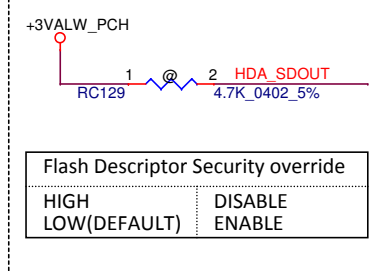 +3VALW_PCH
1 @ 2 HDA_SDOUT
RC129 4.7K_0402_5%
Flash Descriptor Security override
HIGH DISABLE
LOW(DEFAULT) ENABLE